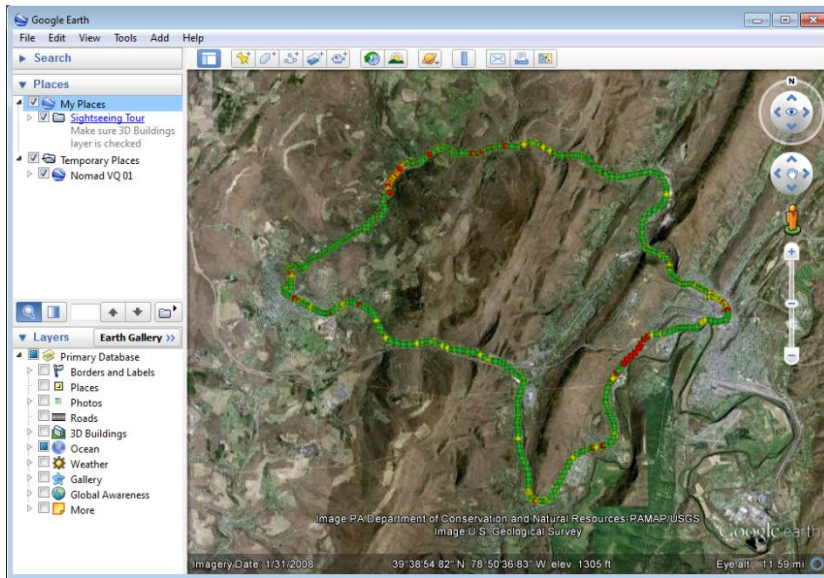 Google Earth
File Edit View Tools Add Help
Search
Places
My Places
Sightseeing Tour
Make sure 3D Buildings
layer is checked
Temporary Places
Nomad VQ 01
Layers
Earth Gallery >>
Primary Database
Borders and Labels
Places
Photos
Roads
3D Buildings
Ocean
Weather
Gallery
Global Awareness
More
N
Image PA Department of Conservation and Natural Resources-PAMAP/USGS
Image U.S. Geological Survey
Google earth
Imagery Date: 1/31/2008 39°38'54.82" N 78°50'36.83" W elev 1305 ft Eye alt 11.59 mi